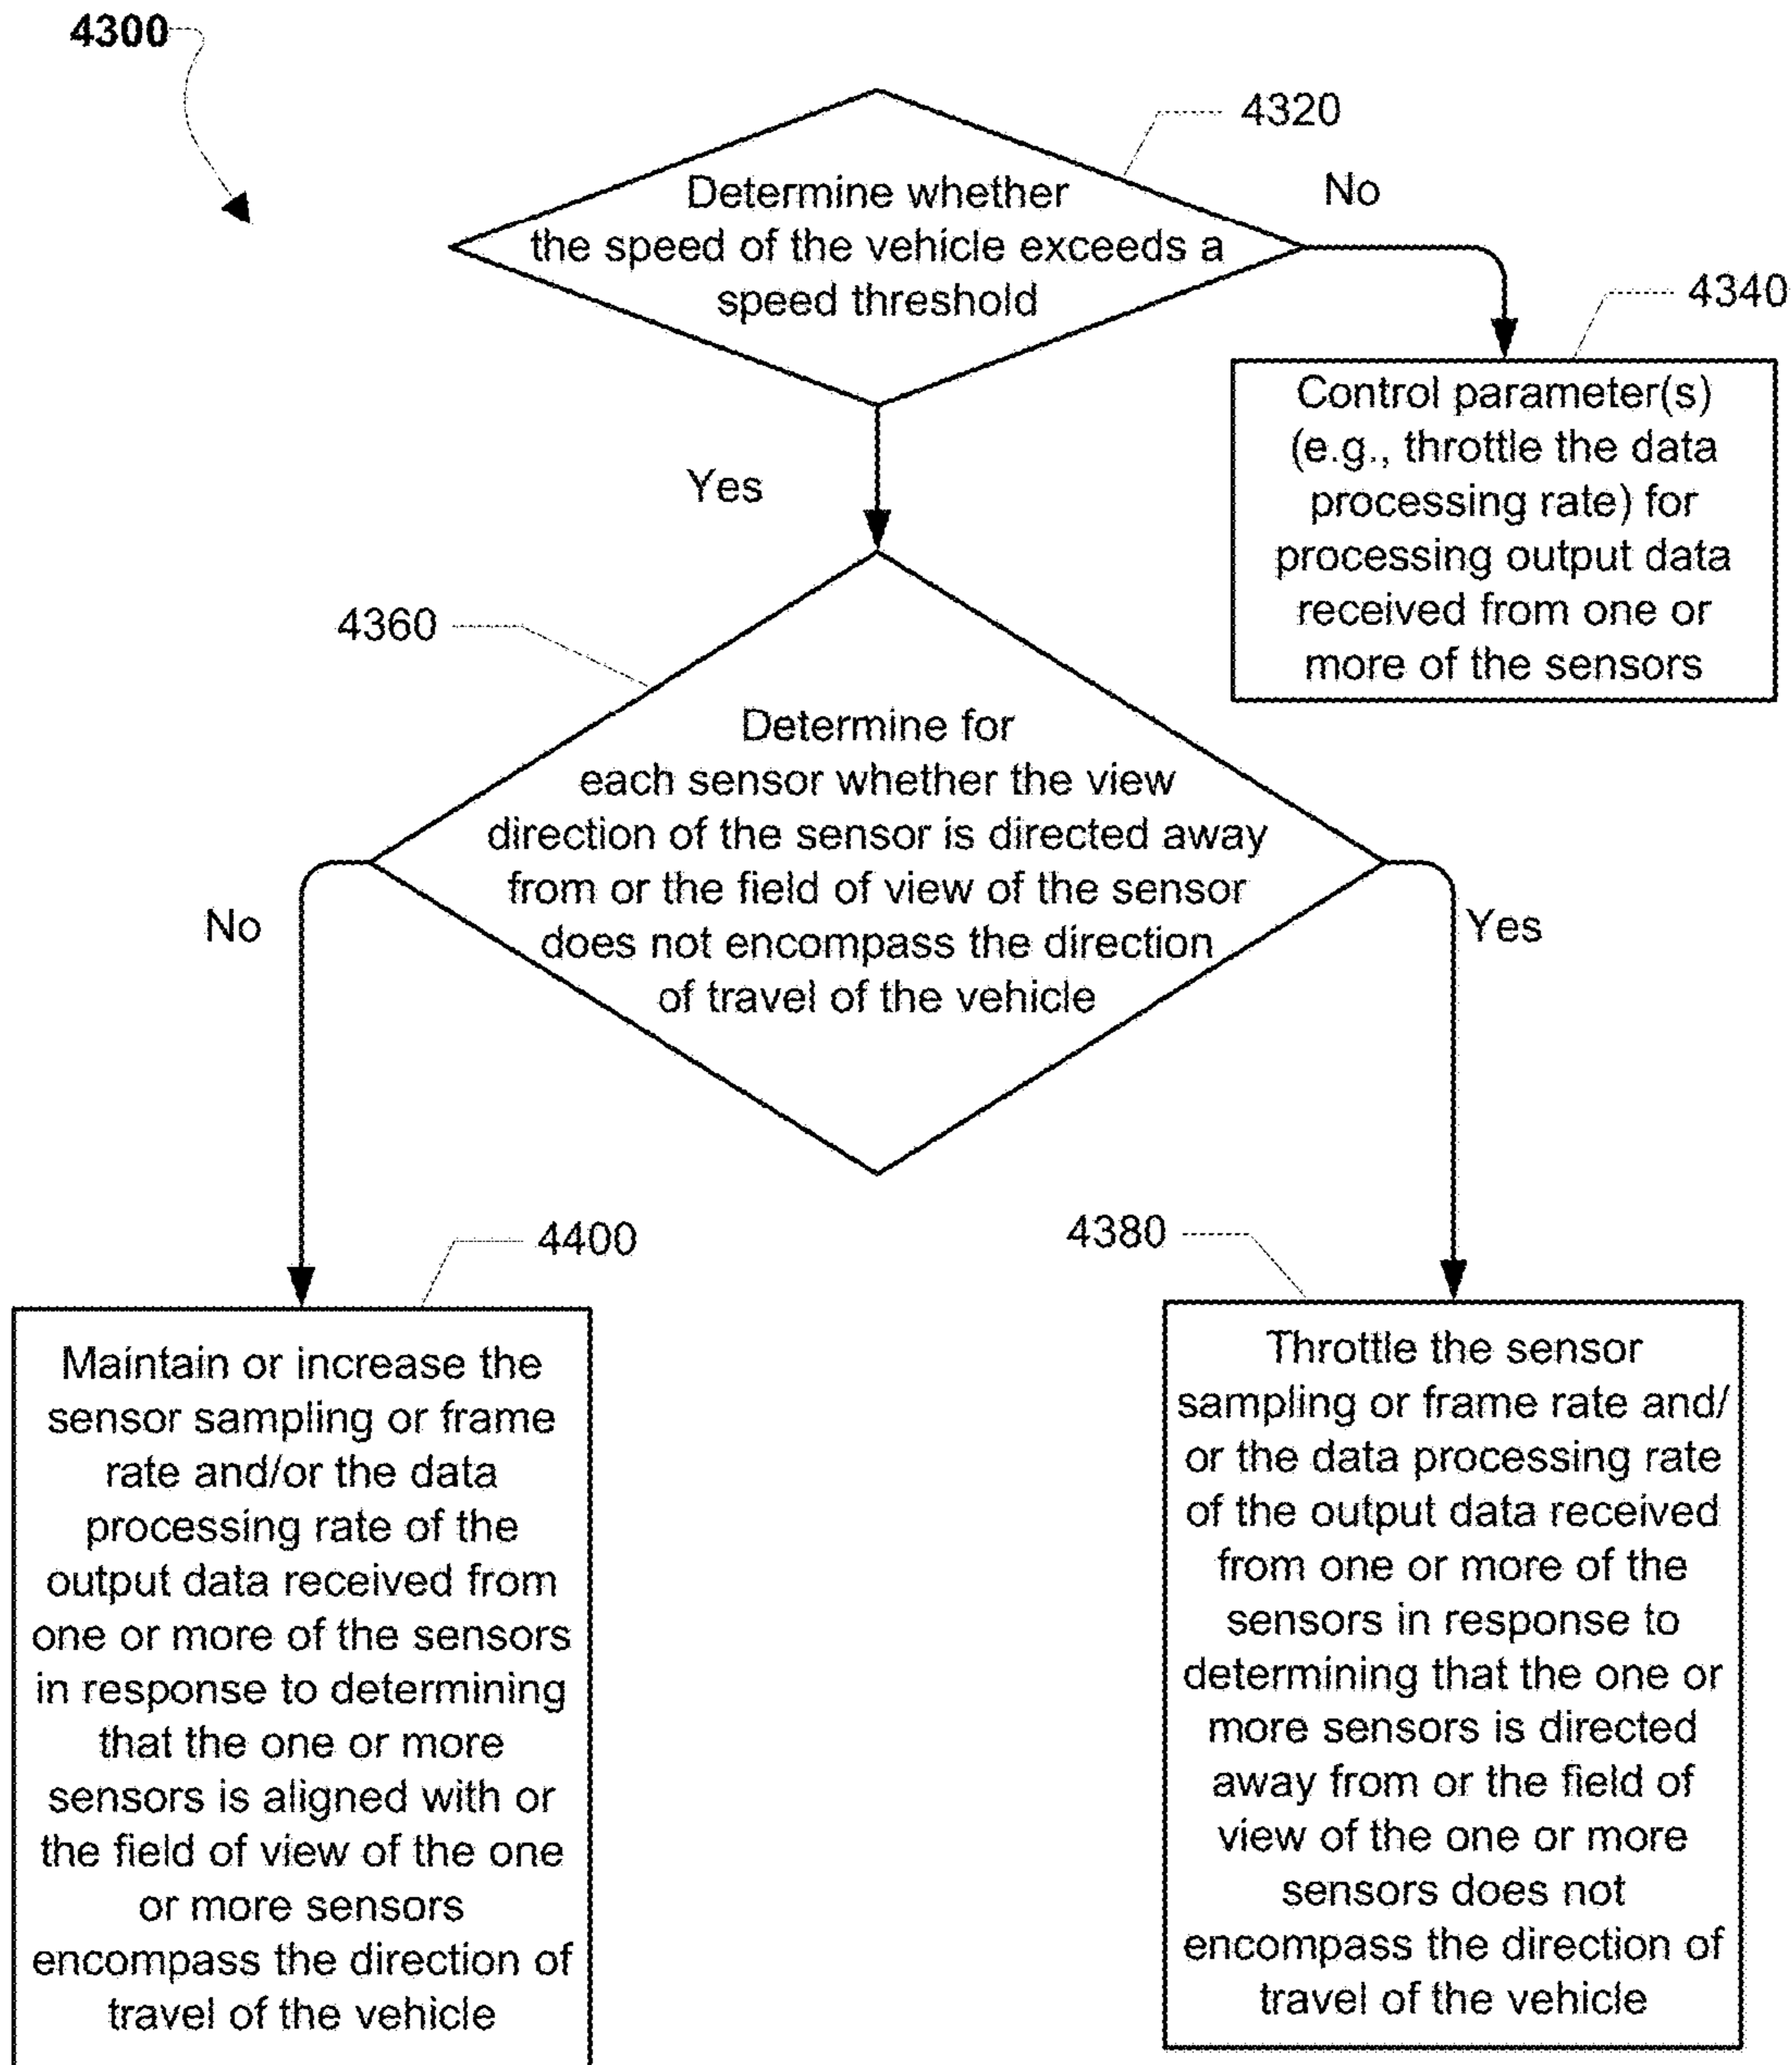 4300
4320
Determine whether
the speed of the vehicle exceeds a
speed threshold
No
4340
Control parameter(s)
(e.g., throttle the data
processing rate) for
processing output data
received from one or
more of the sensors
Yes
4360
Determine for
each sensor whether the view
direction of the sensor is directed away
from or the field of view of the sensor
does not encompass the direction
of travel of the vehicle
No
Yes
4400
Maintain or increase the
sensor sampling or frame
rate and/or the data
processing rate of the
output data received from
one or more of the sensors
in response to determining
that the one or more
sensors is aligned with or
the field of view of the one
or more sensors
encompass the direction of
travel of the vehicle
4380
Throttle the sensor
sampling or frame rate and/
or the data processing rate
of the output data received
from one or more of the
sensors in response to
determining that the one or
more sensors is directed
away from or the field of
view of the one or more
sensors does not
encompass the direction of
travel of the vehicle